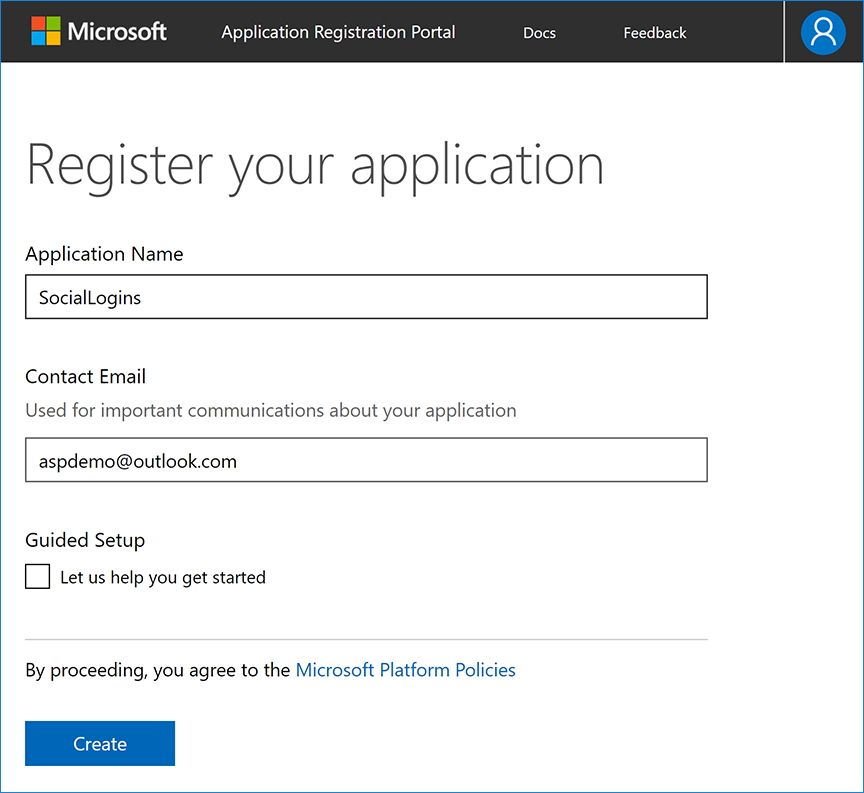 Microsoft Application Registration Portal Docs Feedback
Register your application
Application Name
SocialLogins
Contact Email
Used for important communications about your application
aspdemo@outlook.com
Guided Setup
Let us help you get started
By proceeding, you agree to the Microsoft Platform Policies
Create